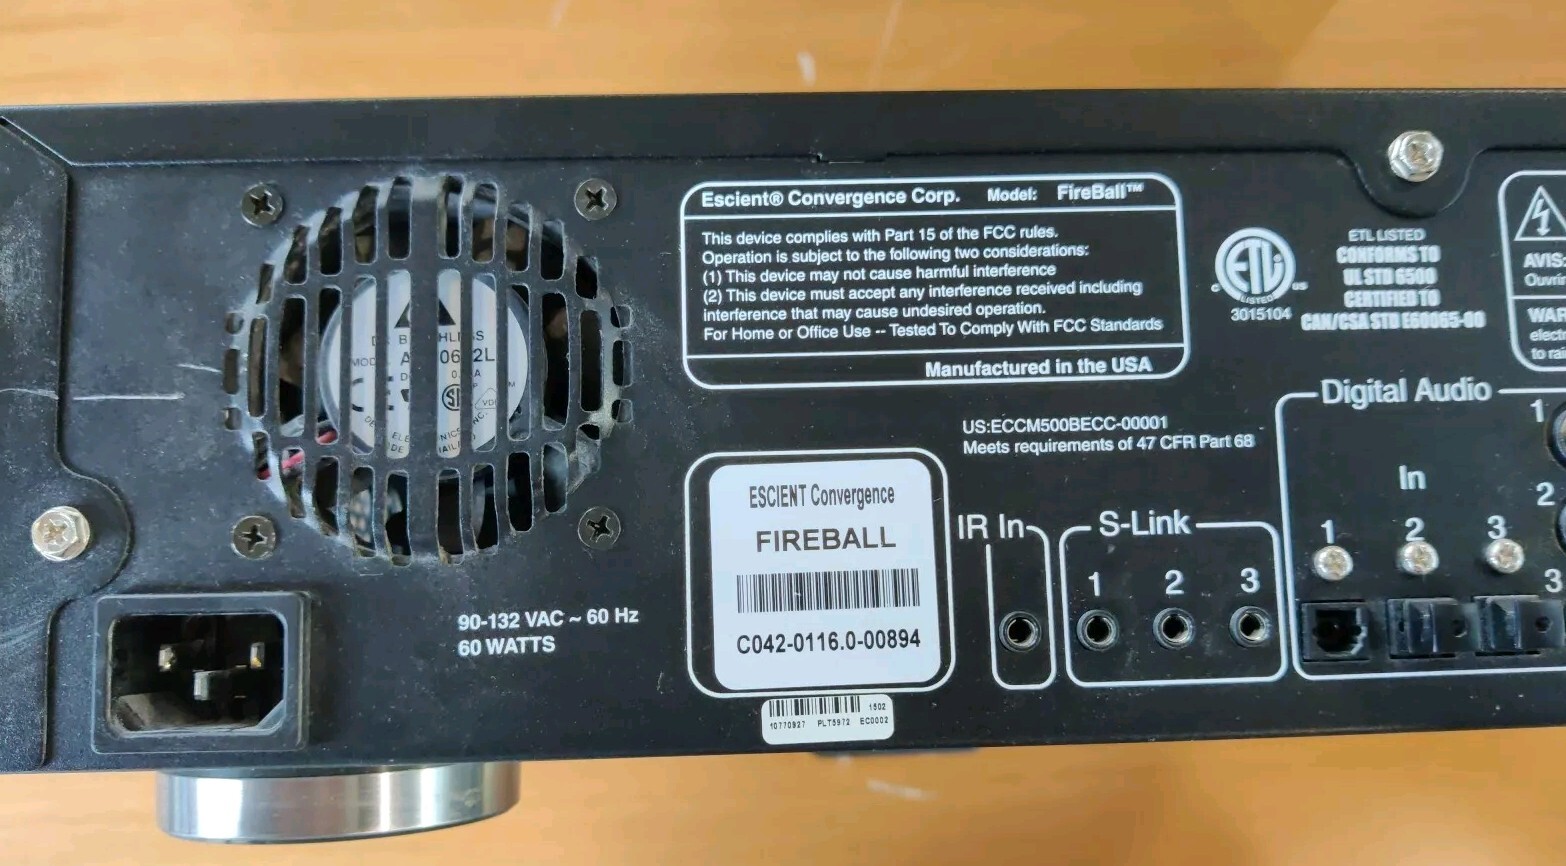 Escient® Convergence Corp. Model: FireBall™
This device complies with Part 15 of the FCC rules.
Operation is subject to the following two considerations:
(1) This device may not cause harmful interference
(2) This device must accept any interference received including
interference that may cause undesired operation.
For Home or Office Use -- Tested To Comply With FCC Standards
Manufactured in the USA
ETL
C LISTED US
3015104
ETL LISTED
CONFORMS TO
UL STD 6500
CERTIFIED TO
CAN/CSA STD E60065-00
AVIS:
US:ECCM500BECC-00001
Meets requirements of 47 CFR Part 68
ESCIENT Convergence
FIREBALL
C042-0116.0-00894
1502
10770927 PLT5972 EC0002
90-132 VAC ~ 60 Hz
60 WATTS
IR In
S-Link
1 2 3
Digital Audio
In
1 2 3
1
2
3